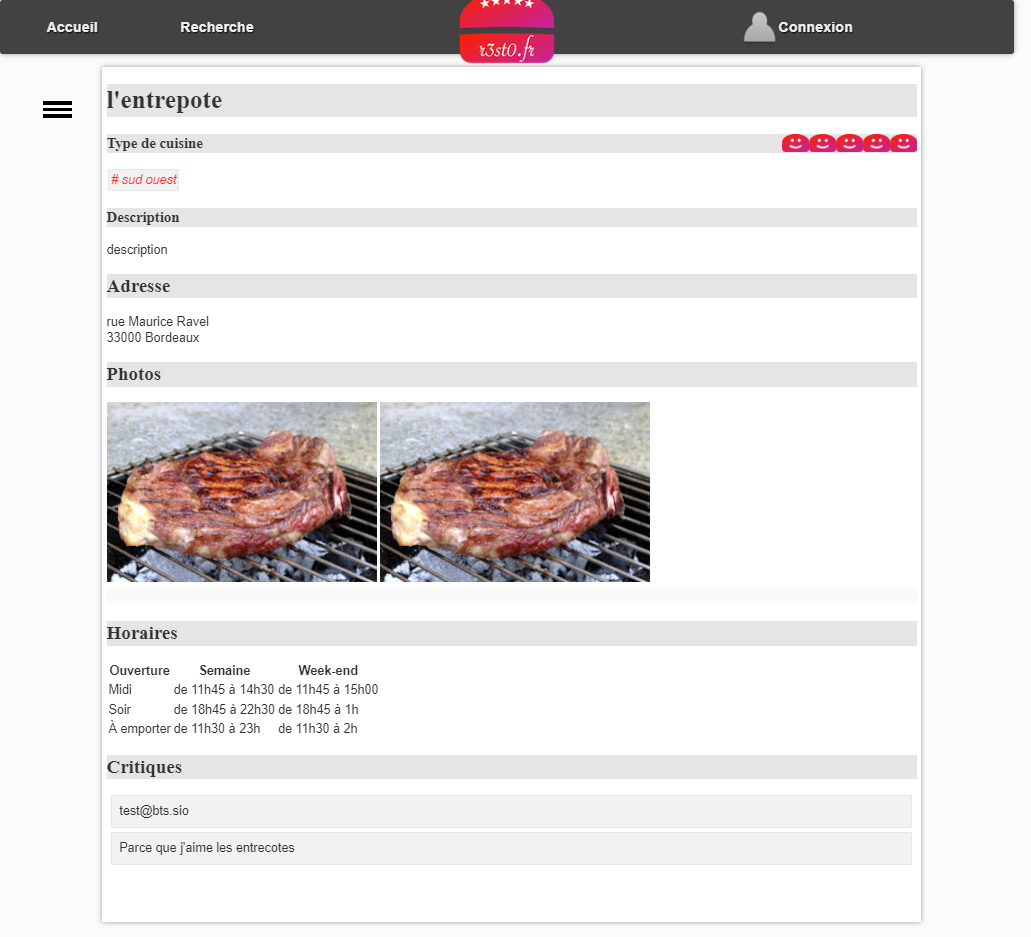 Accueil Recherche r3st0.fr Connexion
l'entrepote
Type de cuisine
# sud ouest
Description
description
Adresse
rue Maurice Ravel
33000 Bordeaux
Photos
Horaires
Ouverture Semaine Week-end
Midi de 11h45 à 14h30 de 11h45 à 15h00
Soir de 18h45 à 22h30 de 18h45 à 1h
À emporter de 11h30 à 23h de 11h30 à 2h
Critiques
test@bts.sio
Parce que j'aime les entrecotes